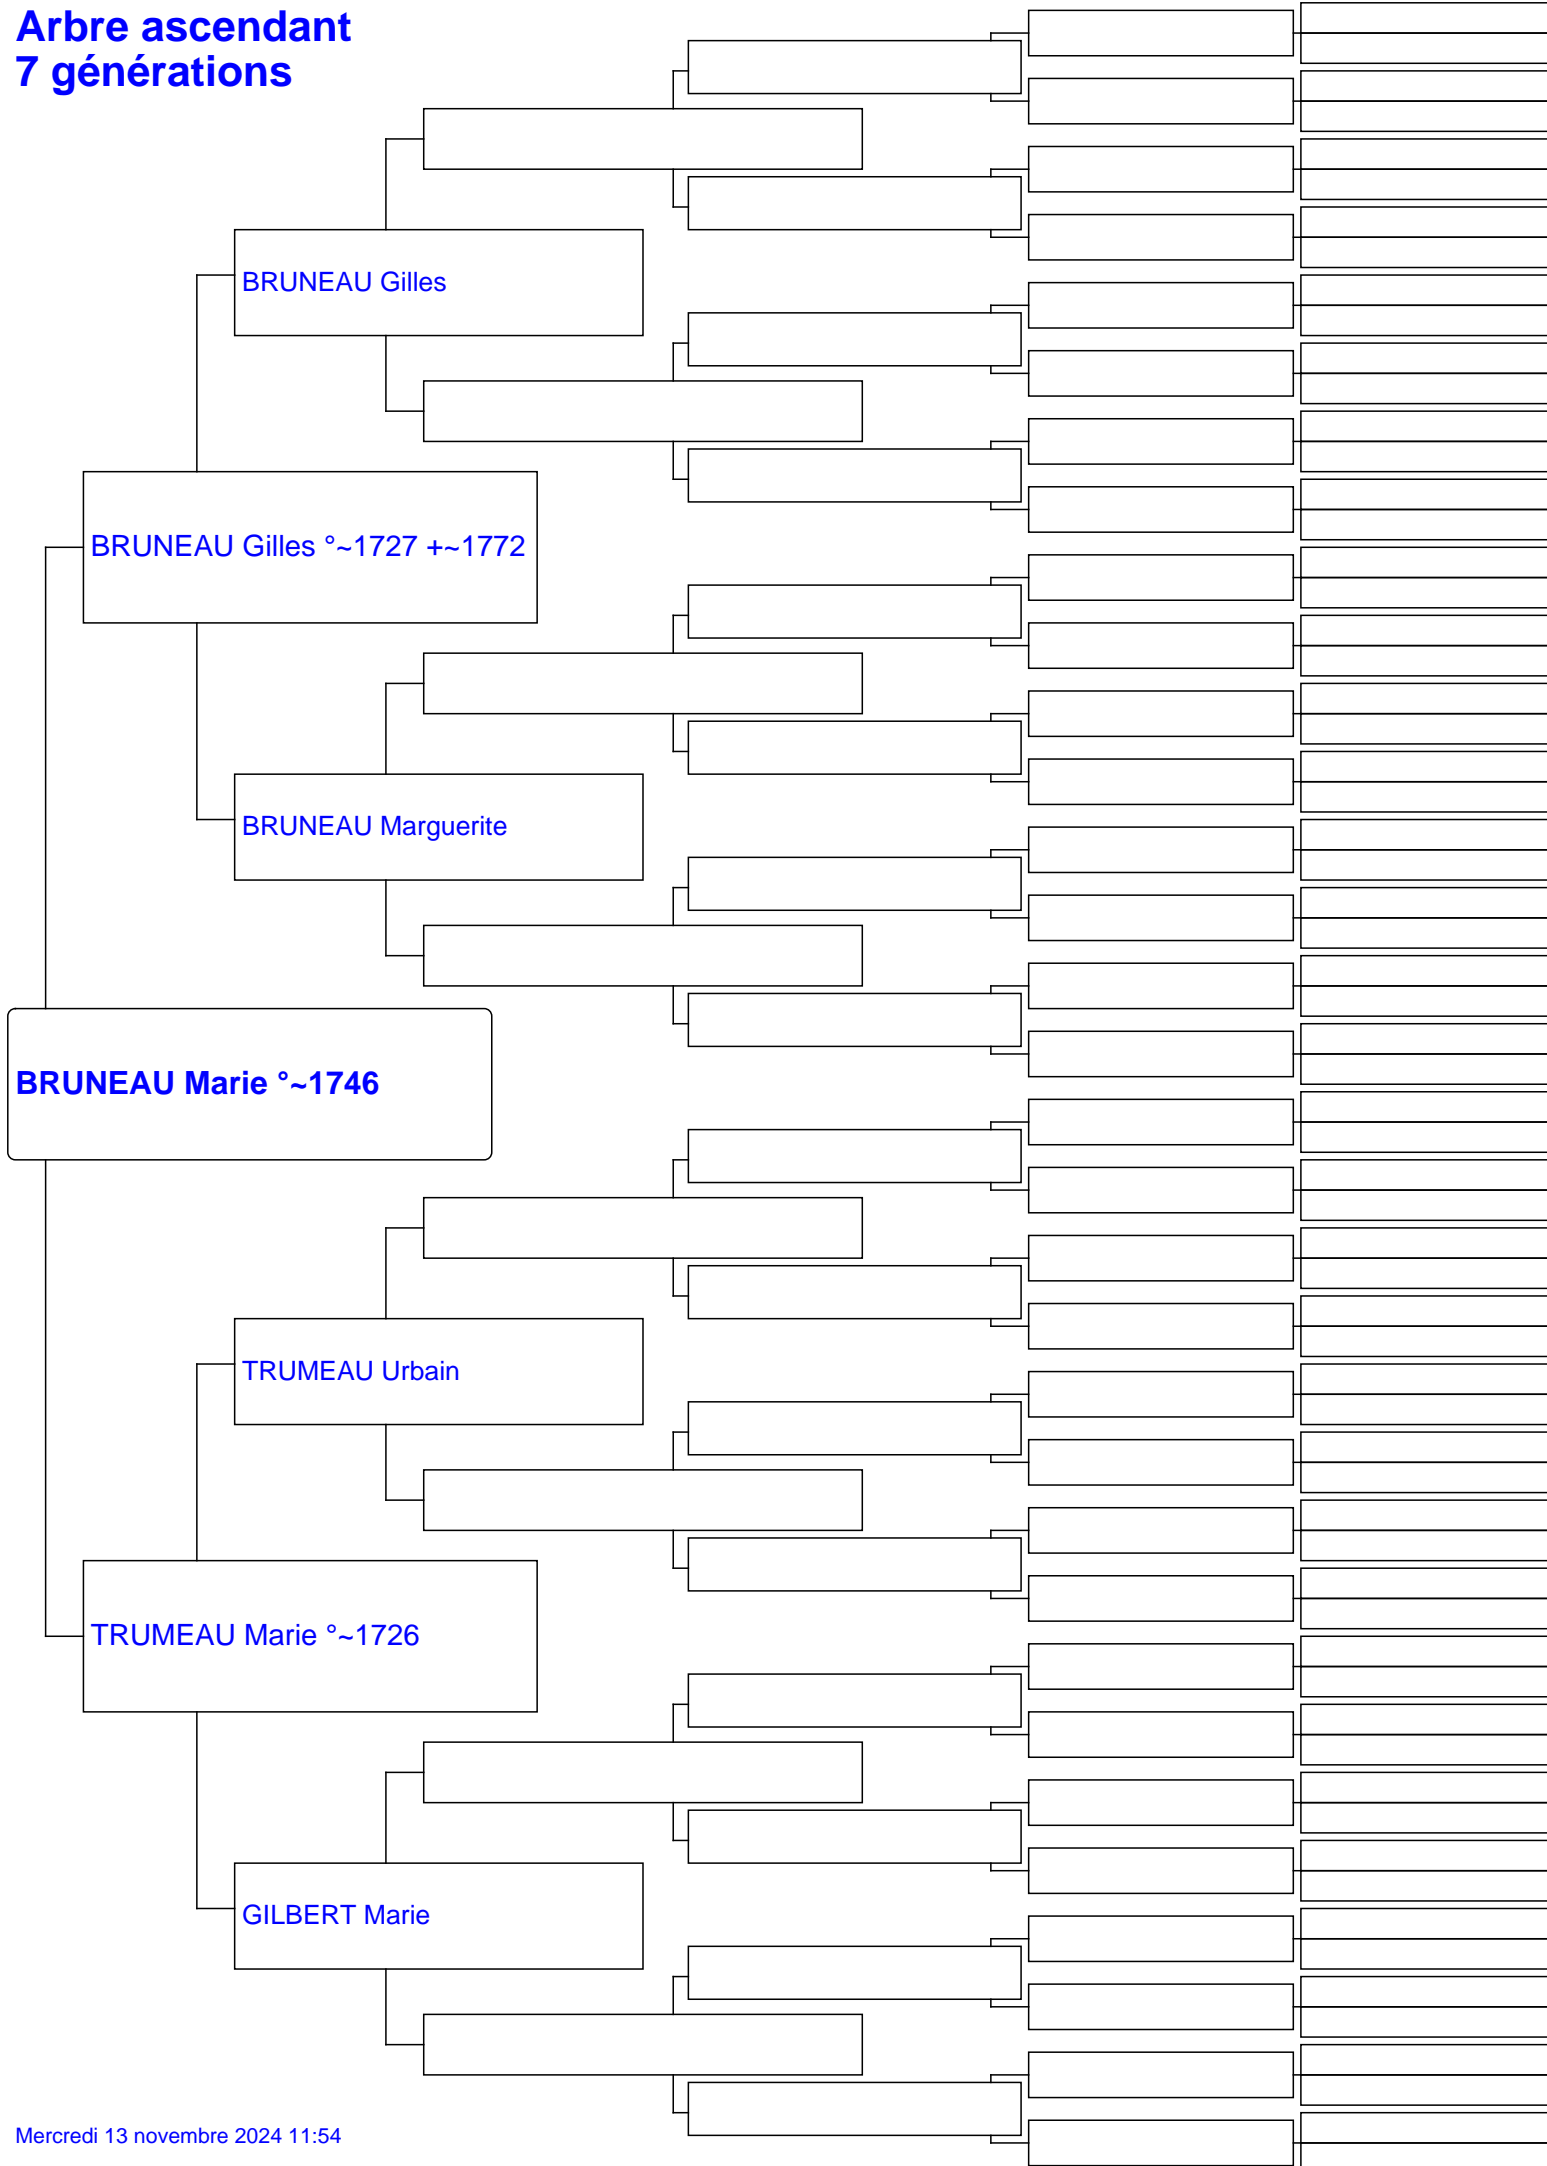 Arbre ascendant
7 générations
BRUNEAU Gilles
BRUNEAU Gilles °~1727 +~1772
BRUNEAU Marguerite
BRUNEAU Marie °~1746
TRUMEAU Urbain
TRUMEAU Marie °~1726
GILBERT Marie
Mercredi 13 novembre 2024 11:54